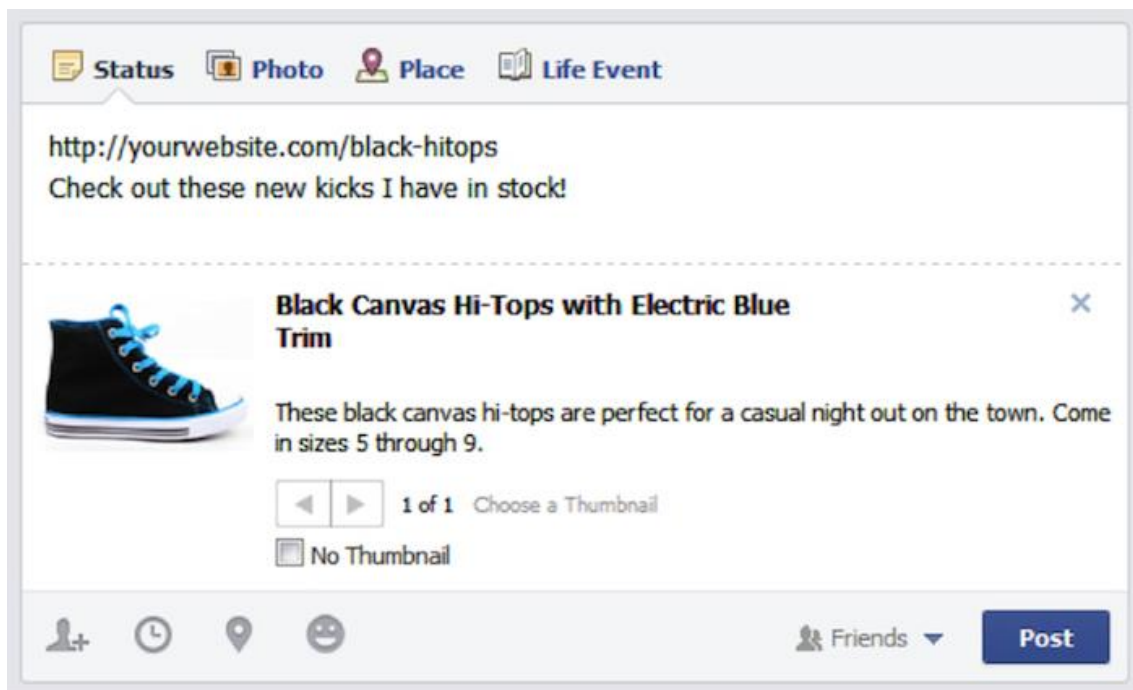 Status Photo Place Life Event
http://yourwebsite.com/black-hitops
Check out these new kicks I have in stock!
Black Canvas Hi-Tops with Electric Blue
Trim
These black canvas hi-tops are perfect for a casual night out on the town. Come
in sizes 5 through 9.
1 of 1 Choose a Thumbnail
No Thumbnail
Friends Post